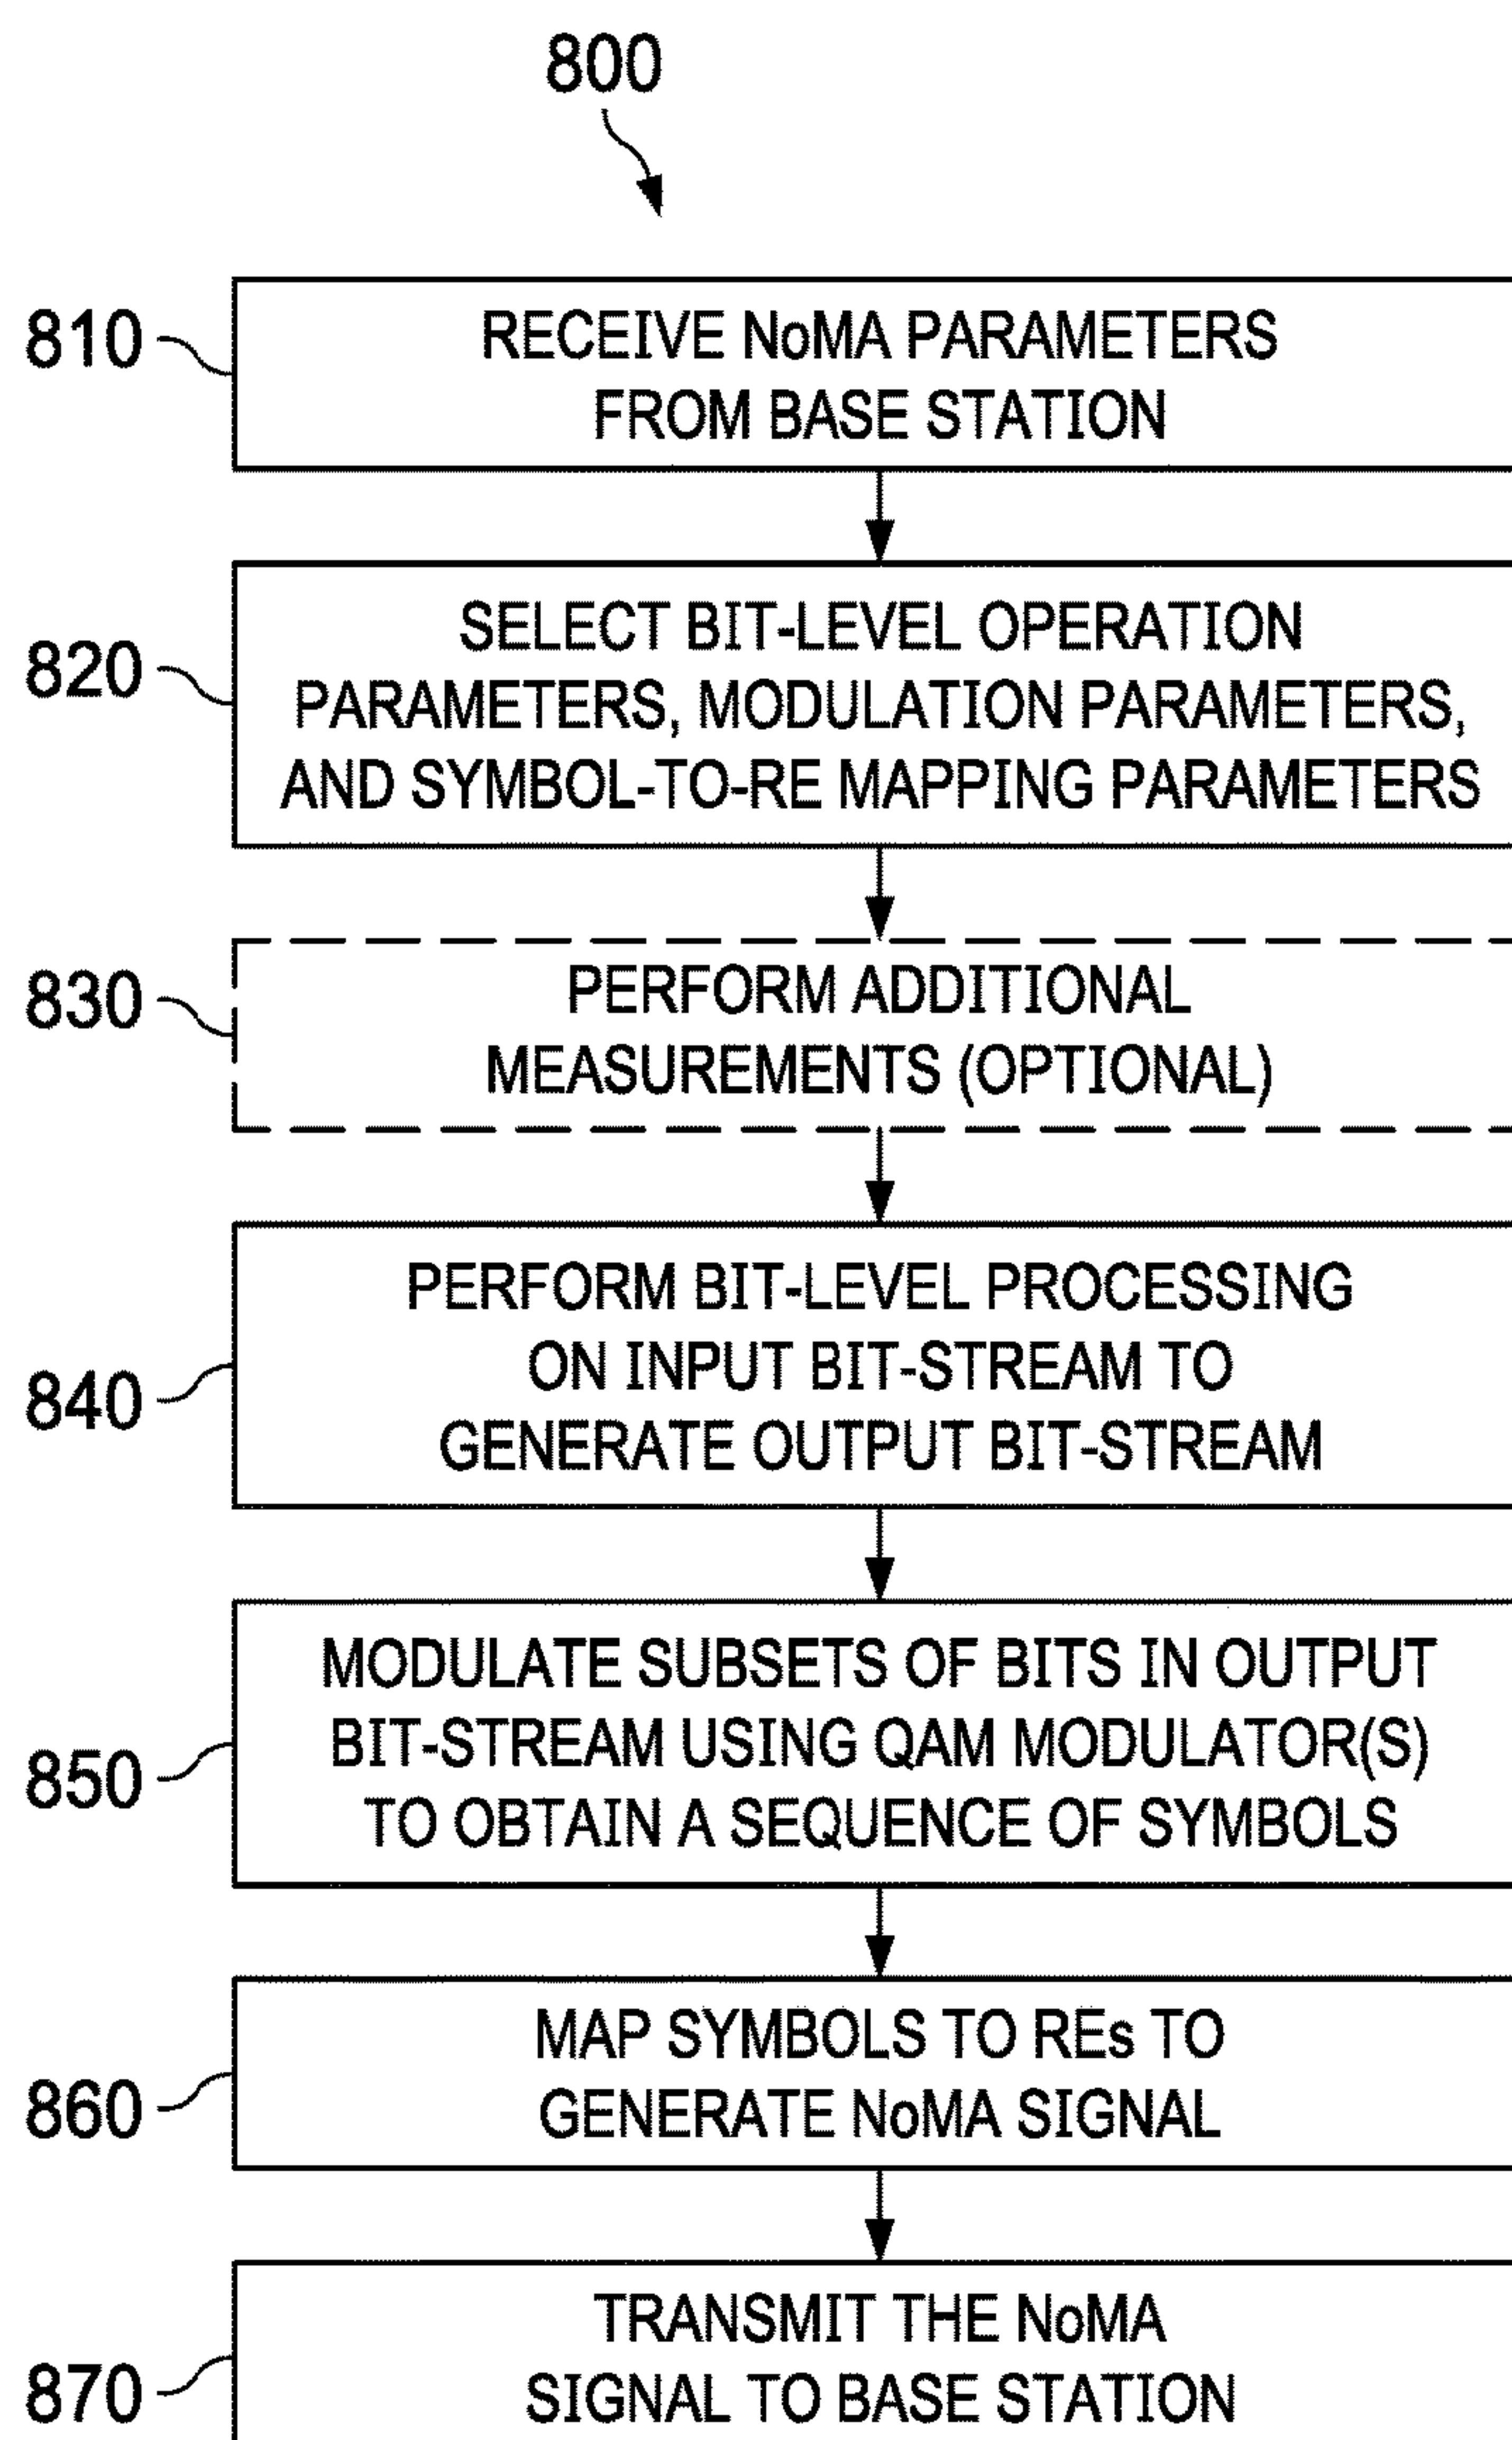 800
810
RECEIVE NoMA PARAMETERS
FROM BASE STATION
820
SELECT BIT-LEVEL OPERATION
PARAMETERS, MODULATION PARAMETERS,
AND SYMBOL-TO-RE MAPPING PARAMETERS
830
PERFORM ADDITIONAL
MEASUREMENTS (OPTIONAL)
840
PERFORM BIT-LEVEL PROCESSING
ON INPUT BIT-STREAM TO
GENERATE OUTPUT BIT-STREAM
850
MODULATE SUBSETS OF BITS IN OUTPUT
BIT-STREAM USING QAM MODULATOR(S)
TO OBTAIN A SEQUENCE OF SYMBOLS
860
MAP SYMBOLS TO REs TO
GENERATE NoMA SIGNAL
870
TRANSMIT THE NoMA
SIGNAL TO BASE STATION